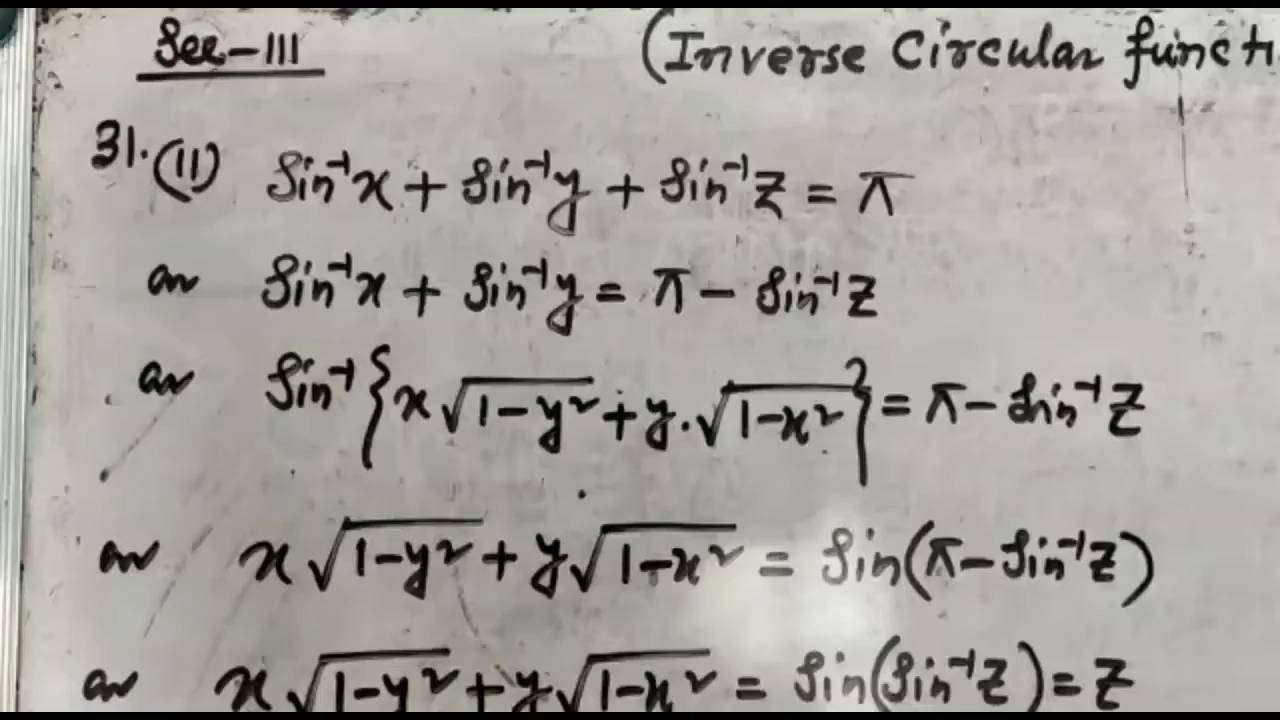 Sec-III (Inverse Circular functi
31. (II) Sin⁻¹x + Sin⁻¹y + Sin⁻¹z = π
or Sin⁻¹x + Sin⁻¹y = π - Sin⁻¹z
or Sin⁻¹{x√(1-y²) + y.√(1-x²)} = π - Sin⁻¹z
or x√(1-y²) + y√(1-x²) = Sin(π - Sin⁻¹z)
or x√(1-y²) + y√(1-x²) = Sin(Sin⁻¹z) = z